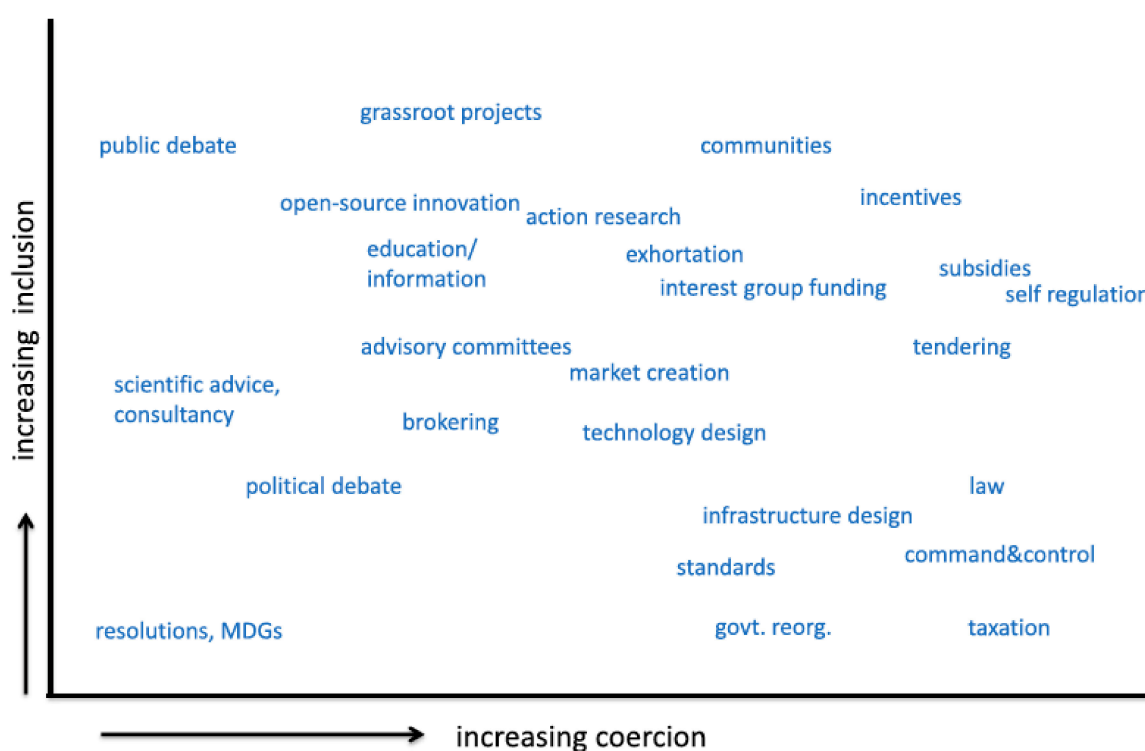 grassroot projects
public debate
communities
incentives
open-source innovation
action research
education/
information
exhortation
subsidies
interest group funding
self regulation
advisory committees
tendering
market creation
scientific advice,
consultancy
brokering
technology design
political debate
law
infrastructure design
command&control
standards
resolutions, MDGs
govt. reorg.
taxation
increasing inclusion
increasing coercion